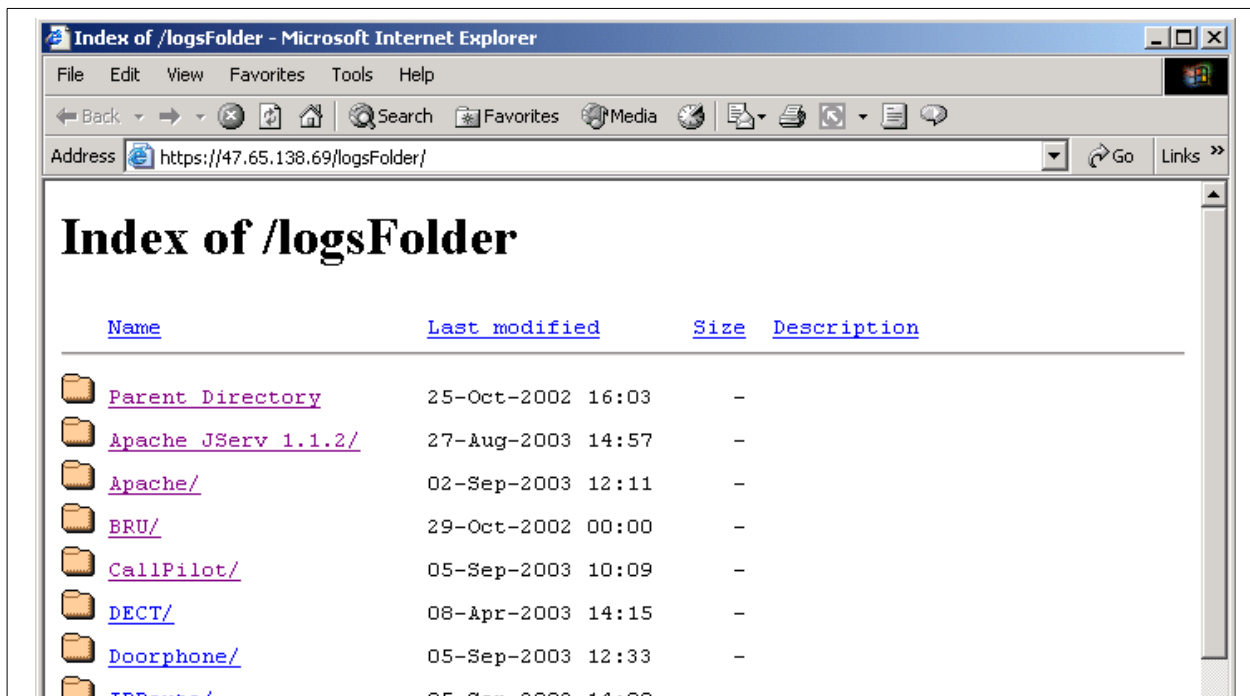 Index of /logsFolder - Microsoft Internet Explorer
File Edit View Favorites Tools Help
Back Search Favorites Media
Address https://47.65.138.69/logsFolder/ Go Links »
Index of /logsFolder
Name Last modified Size Description
Parent Directory 25-Oct-2002 16:03 -
Apache JServ 1.1.2/ 27-Aug-2003 14:57 -
Apache/ 02-Sep-2003 12:11 -
BRU/ 29-Oct-2002 00:00 -
CallPilot/ 05-Sep-2003 10:09 -
DECT/ 08-Apr-2003 14:15 -
Doorphone/ 05-Sep-2003 12:33 -